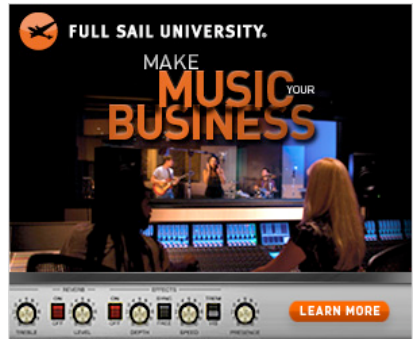 FULL SAIL UNIVERSITY®
MAKE
MUSIC YOUR
BUSINESS
REVERB EFFECTS
ON ON SYNC TREM
OFF OFF FREE VIB
TREBLE LEVEL DEPTH SPEED PRESENCE
LEARN MORE